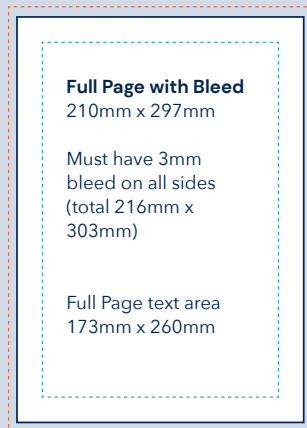 Full Page with Bleed
210mm x 297mm
Must have 3mm
bleed on all sides
(total 216mm x
303mm)
Full Page text area
173mm x 260mm